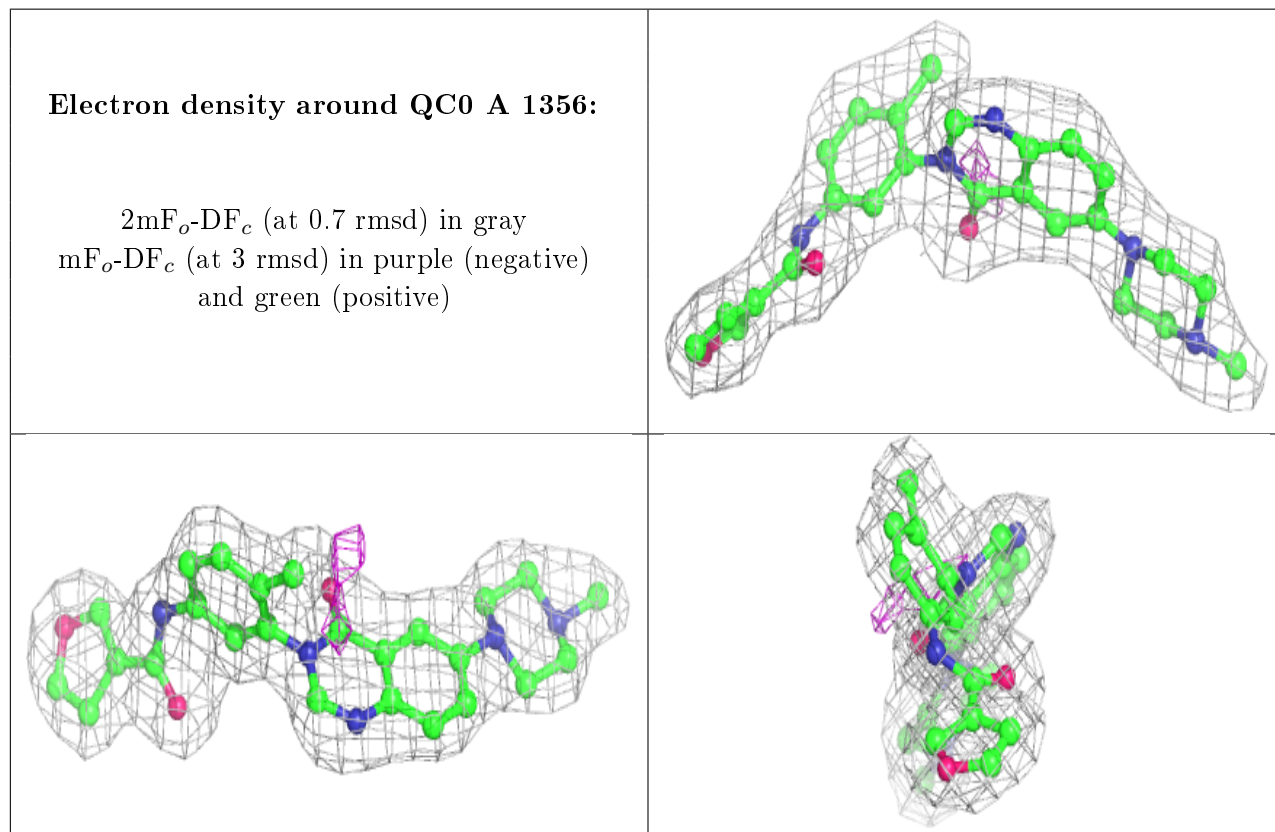 Electron density around QC0 A 1356:
2mFo-DFc (at 0.7 rmsd) in gray
mFo-DFc (at 3 rmsd) in purple (negative)
and green (positive)